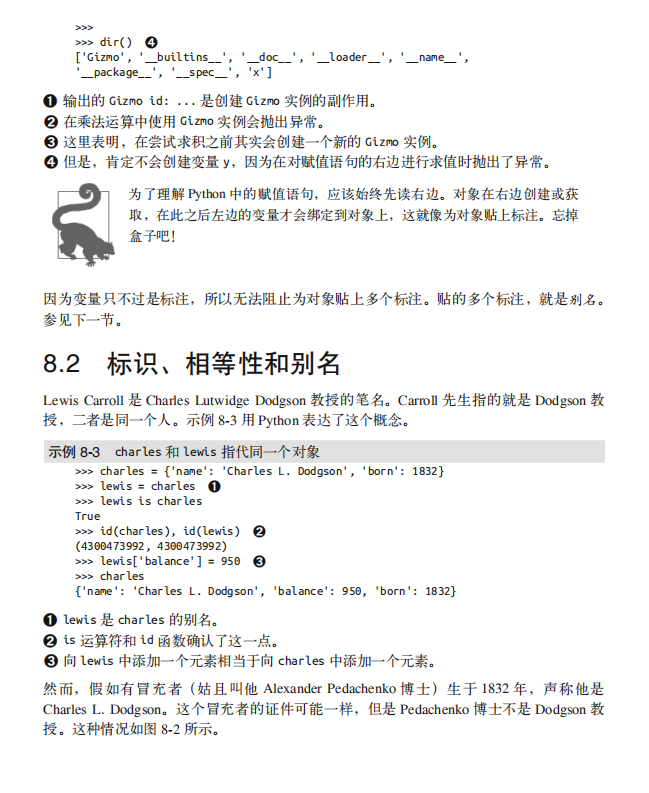 >>>
>>> dir() ❹
['Gizmo', '__builtins__', '__doc__', '__loader__', '__name__',
'__package__', '__spec__', 'x']
❶ 输出的 Gizmo id: ... 是创建 Gizmo 实例的副作用。
❷ 在乘法运算中使用 Gizmo 实例会抛出异常。
❸ 这里表明，在尝试求积之前其实会创建一个新的 Gizmo 实例。
❹ 但是，肯定不会创建变量 y，因为在对赋值语句的右边进行求值时抛出了异常。
为了理解 Python 中的赋值语句，应该始终先读右边。对象在右边创建或获
取，在此之后左边的变量才会绑定到对象上，这就像为对象贴上标注。忘掉
盒子吧！
因为变量只不过是标注，所以无法阻止为对象贴上多个标注。贴的多个标注，就是别名。
参见下一节。
8.2 标识、相等性和别名
Lewis Carroll 是 Charles Lutwidge Dodgson 教授的笔名。Carroll 先生指的就是 Dodgson 教
授，二者是同一个人。示例 8-3 用 Python 表达了这个概念。
示例 8-3 charles 和 lewis 指代同一个对象
>>> charles = {'name': 'Charles L. Dodgson', 'born': 1832}
>>> lewis = charles ❶
>>> lewis is charles
True
>>> id(charles), id(lewis) ❷
(4300473992, 4300473992)
>>> lewis['balance'] = 950 ❸
>>> charles
{'name': 'Charles L. Dodgson', 'balance': 950, 'born': 1832}
❶ lewis 是 charles 的别名。
❷ is 运算符和 id 函数确认了这一点。
❸ 向 lewis 中添加一个元素相当于向 charles 中添加一个元素。
然而，假如有冒充者（姑且叫他 Alexander Pedachenko 博士）生于 1832 年，声称他是
Charles L. Dodgson。这个冒充者的证件可能一样，但是 Pedachenko 博士不是 Dodgson 教
授。这种情况如图 8-2 所示。